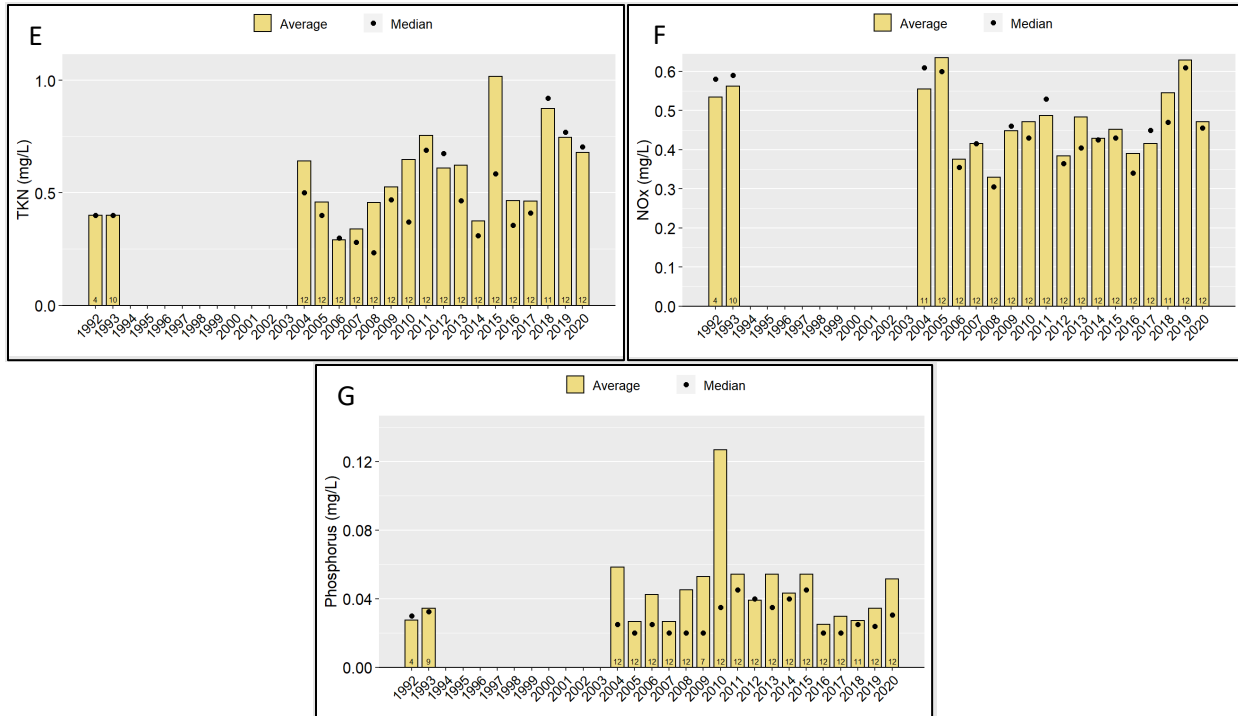 E
Average Median
TKN (mg/L)
1.0
0.5
0.0
4 10 12 12 12 12 12 12 12 12 12 12 12 12 12 12 11 12 12
1992 1993 1994 1995 1996 1997 1998 1999 2000 2001 2002 2003 2004 2005 2006 2007 2008 2009 2010 2011 2012 2013 2014 2015 2016 2017 2018 2019 2020
F
Average Median
NOx (mg/L)
0.6
0.5
0.4
0.3
0.2
0.1
0.0
4 10 11 12 12 12 12 12 12 12 12 12 12 12 12 12 11 12 12
1992 1993 1994 1995 1996 1997 1998 1999 2000 2001 2002 2003 2004 2005 2006 2007 2008 2009 2010 2011 2012 2013 2014 2015 2016 2017 2018 2019 2020
G
Average Median
Phosphorus (mg/L)
0.12
0.08
0.04
0.00
4 9 12 12 12 12 12 7 12 12 12 12 12 12 12 12 11 12 12
1992 1993 1994 1995 1996 1997 1998 1999 2000 2001 2002 2003 2004 2005 2006 2007 2008 2009 2010 2011 2012 2013 2014 2015 2016 2017 2018 2019 2020